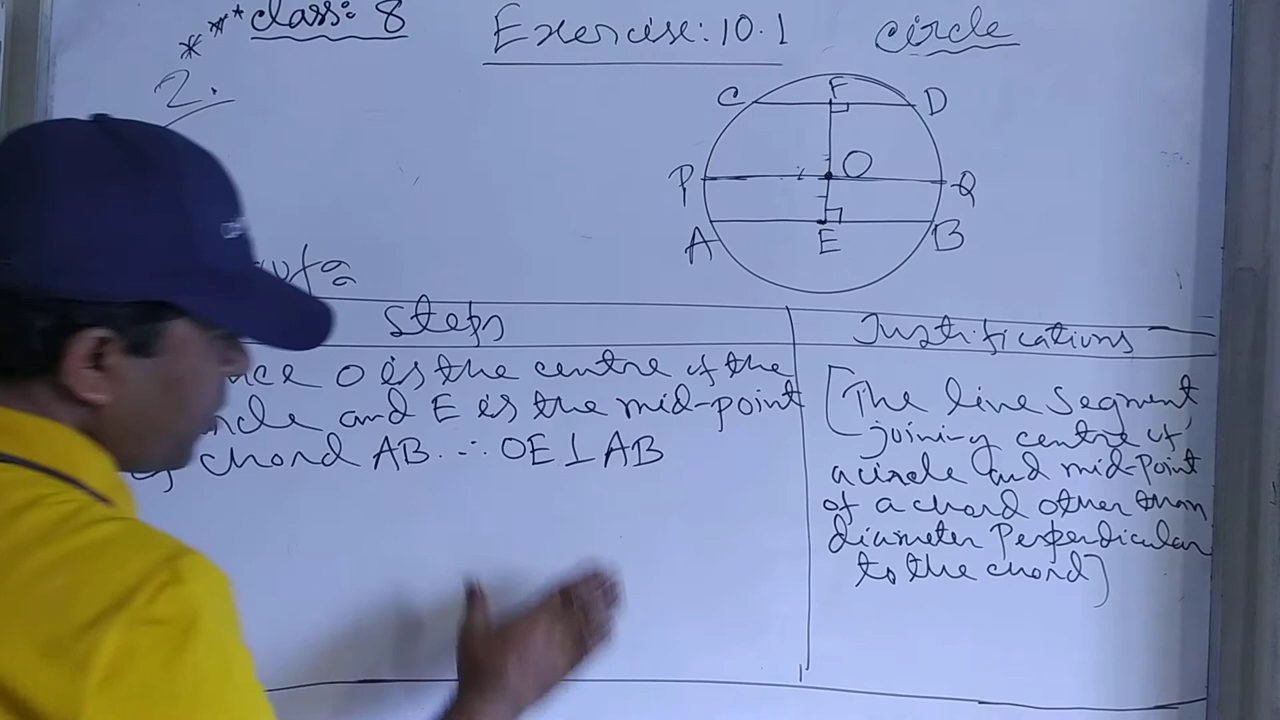 ***class: 8
Exercise: 10.1
circle
2.
C F D
P O Q
A E B
Steps
Justifications
O is the centre of the
and E is the mid-point
chord AB. ∴ OE⊥AB
[The line segment
joining centre of
a circle and mid-point
of a chord other than
diameter Perpendicular
to the chord]